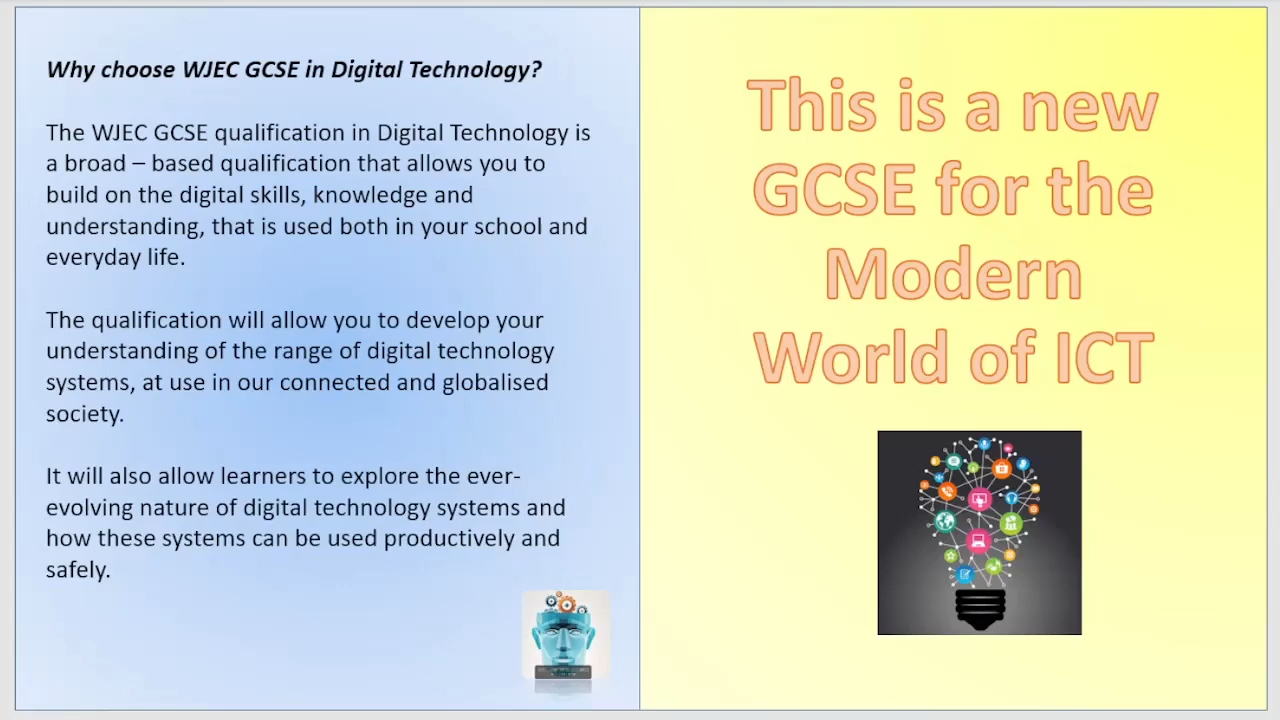 Why choose WJEC GCSE in Digital Technology?
The WJEC GCSE qualification in Digital Technology is
a broad – based qualification that allows you to
build on the digital skills, knowledge and
understanding, that is used both in your school and
everyday life.
The qualification will allow you to develop your
understanding of the range of digital technology
systems, at use in our connected and globalised
society.
It will also allow learners to explore the ever-
evolving nature of digital technology systems and
how these systems can be used productively and
safely.
This is a new
GCSE for the
Modern
World of ICT